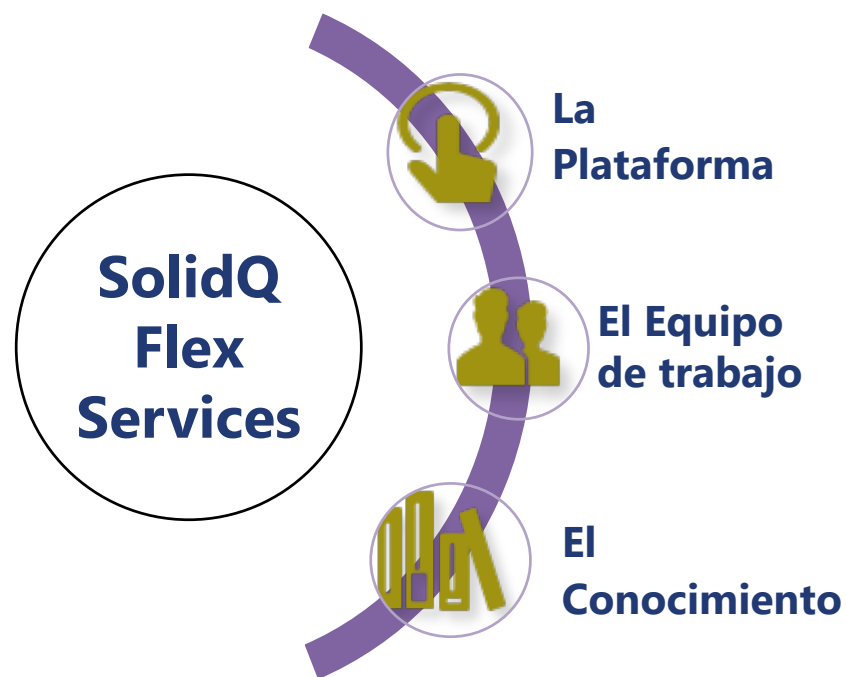 SolidQ
Flex
Services
La
Plataforma
El Equipo
de trabajo
El
Conocimiento